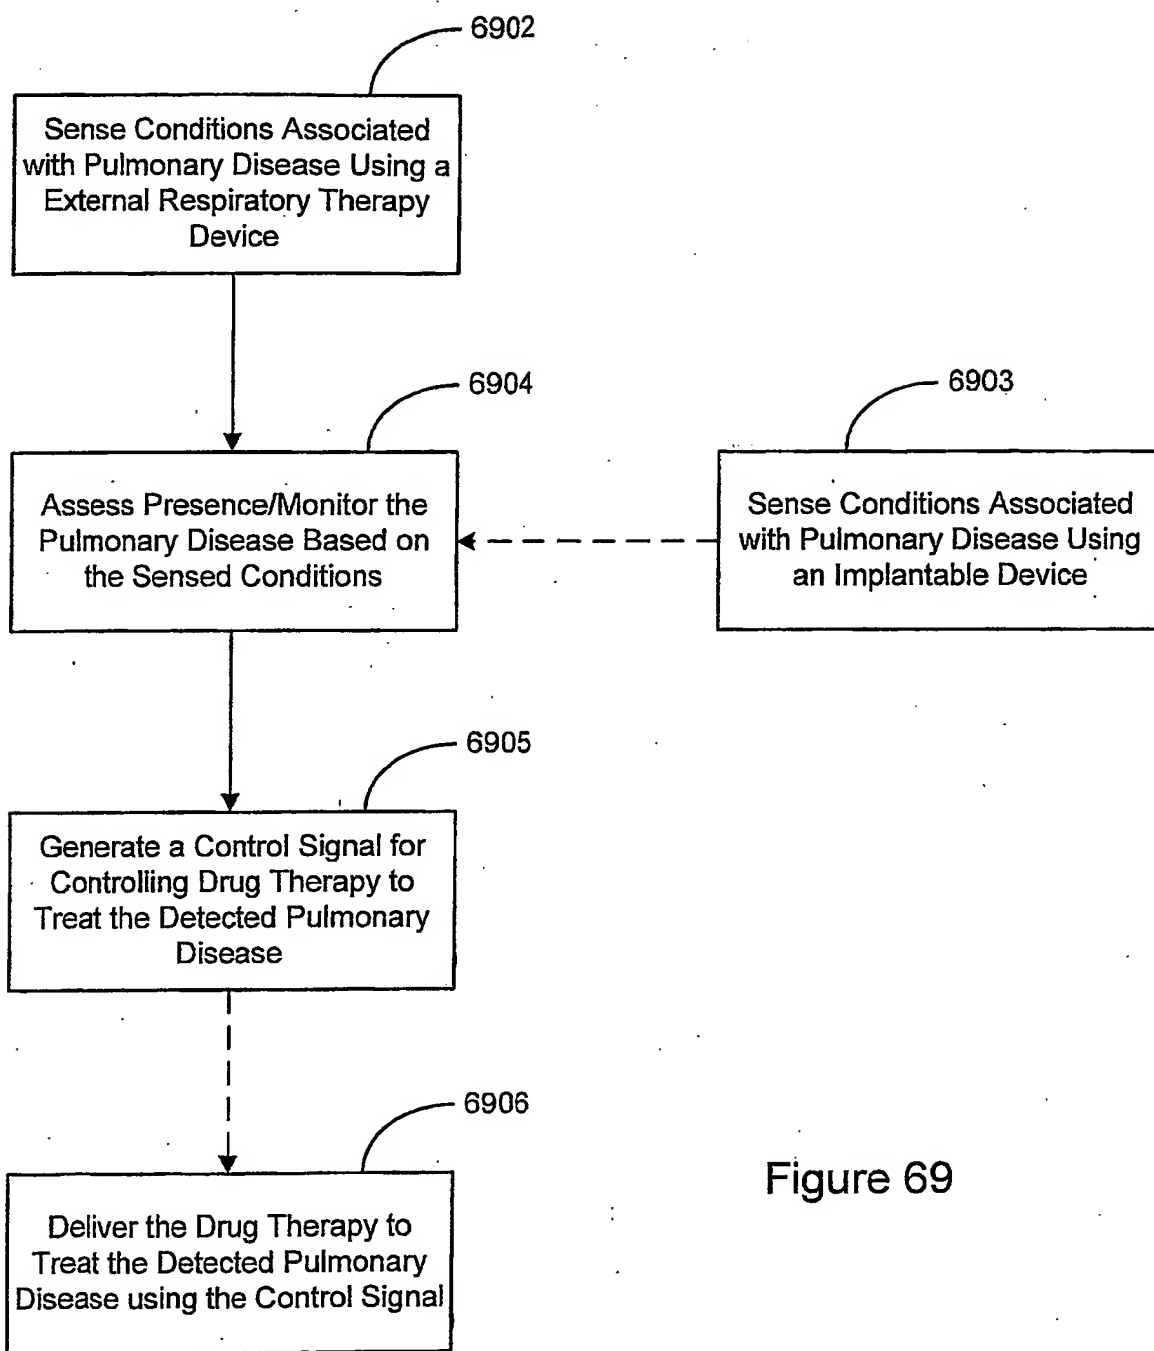 6902
Sense Conditions Associated
with Pulmonary Disease Using a
External Respiratory Therapy
Device
6904
Assess Presence/Monitor the
Pulmonary Disease Based on
the Sensed Conditions
6903
Sense Conditions Associated
with Pulmonary Disease Using
an Implantable Device
6905
Generate a Control Signal for
Controlling Drug Therapy to
Treat the Detected Pulmonary
Disease
6906
Deliver the Drug Therapy to
Treat the Detected Pulmonary
Disease using the Control Signal
Figure 69